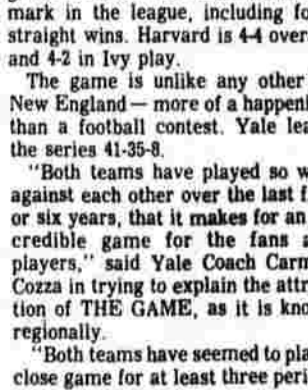 mark in the league, including fo
straight wins. Harvard is 4-4 over
and 4-2 in Ivy play.
The game is unlike any other
New England — more of a happeni
than a football contest. Yale lea
the series 41-35-8.
"Both teams have played so w
against each other over the last f
or six years, that it makes for an
credible game for the fans a
players," said Yale Coach Carm
Cozza in trying to explain the attr
tion of THE GAME, as it is kno
regionally.
"Both teams have seemed to pla
close game for at least three peri